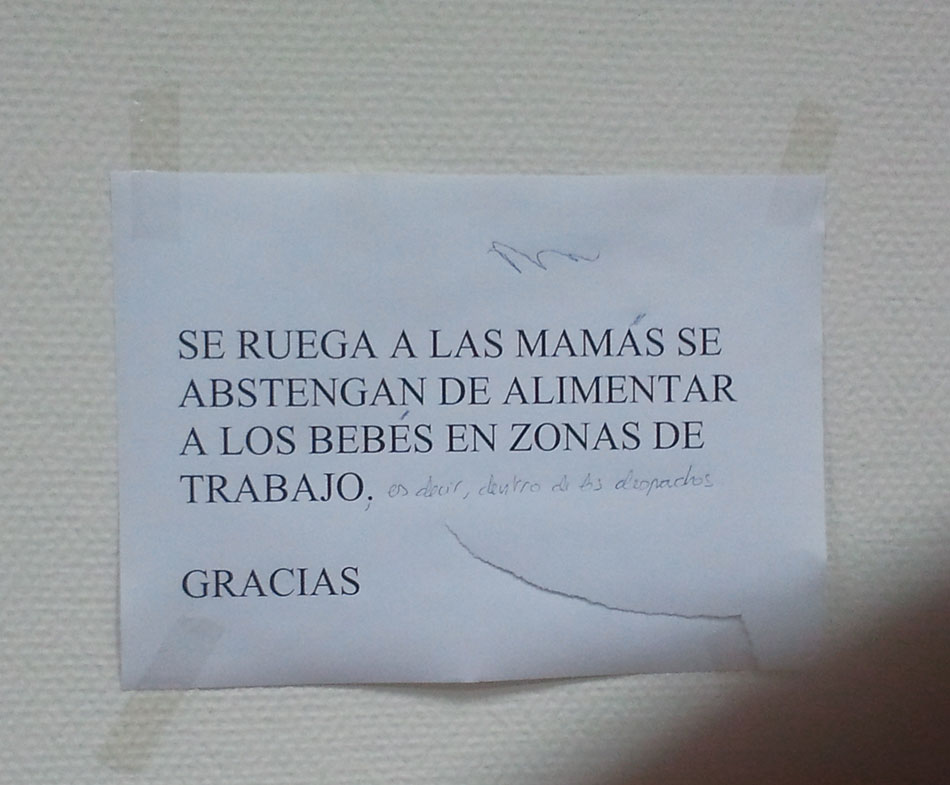 SE RUEGA A LAS MAMÁS SE
ABSTENGAN DE ALIMENTAR
A LOS BEBÉS EN ZONAS DE
TRABAJO, es decir, dentro de los despachos
GRACIAS